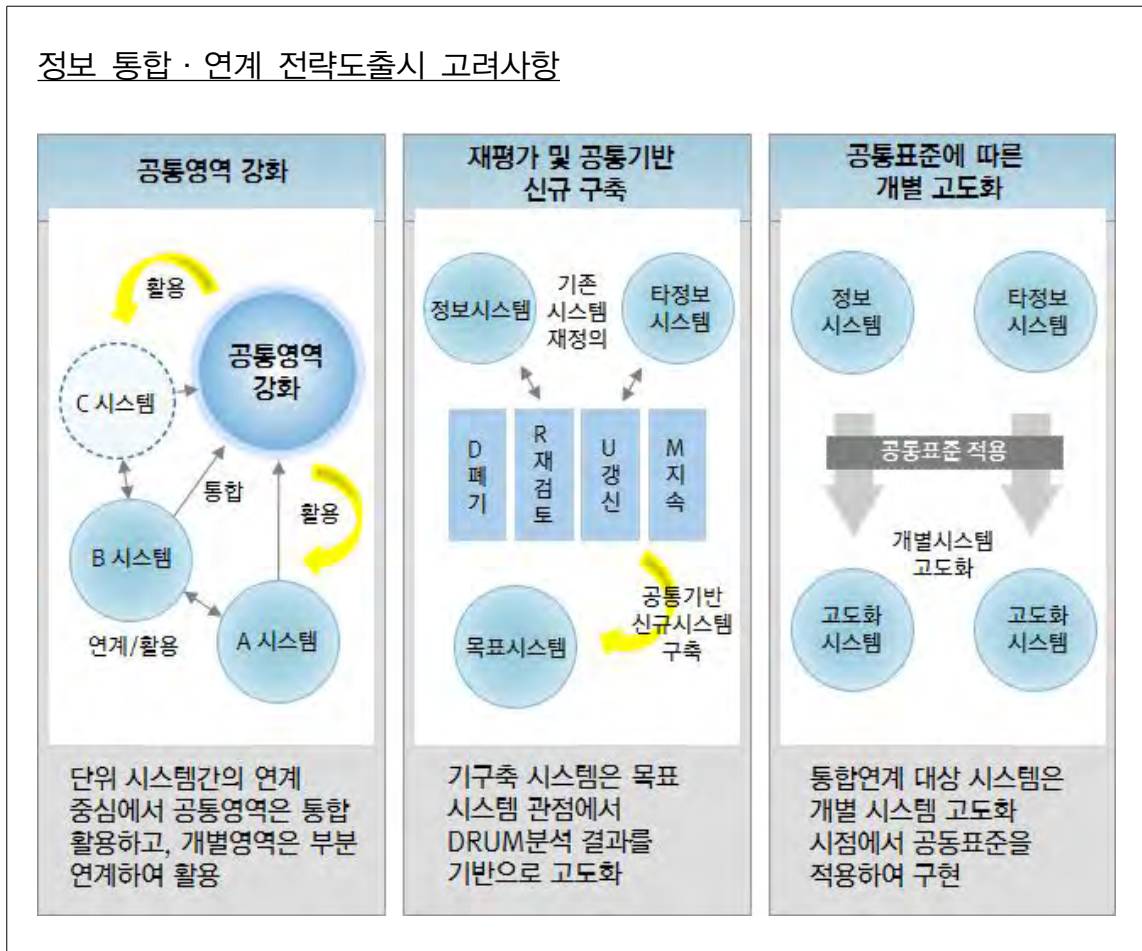 정보 통합 · 연계 전략도출시 고려사항
공통영역 강화
활용
공통영역
강화
C 시스템
통합
활용
B 시스템
연계/활용
A 시스템
단위 시스템간의 연계
중심에서 공통영역은 통합
활용하고, 개별영역은 부분
연계하여 활용
재평가 및 공통기반
신규 구축
정보시스템
기존
시스템
재정의
타정보
시스템
D
폐
기
R
재
검
토
U
갱
신
M
지
속
공통기반
신규시스템
구축
목표시스템
기구축 시스템은 목표
시스템 관점에서
DRUM분석 결과를
기반으로 고도화
공통표준에 따른
개별 고도화
정보
시스템
타정보
시스템
공동표준 적용
개별시스템
고도화
고도화
시스템
고도화
시스템
통합연계 대상 시스템은
개별 시스템 고도화
시점에서 공동표준을
적용하여 구현